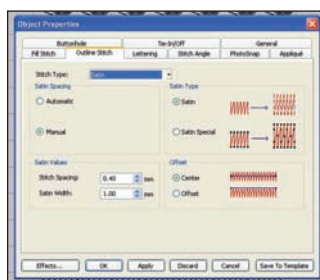 Object Properties
Buttonhole Tie-In/Off General
Fill Stitch Outline Stitch Lettering Stitch Angle PhotoSnap Appliqué
Stitch Type: Satin
Satin Spacing
Automatic
Manual
Satin Type
Satin
Satin Special
Satin Values
Stitch Spacing: 0.40 mm
Satin Width: 1.00 mm
Offset
Center
Offset
Effects... OK Apply Discard Cancel Save To Template